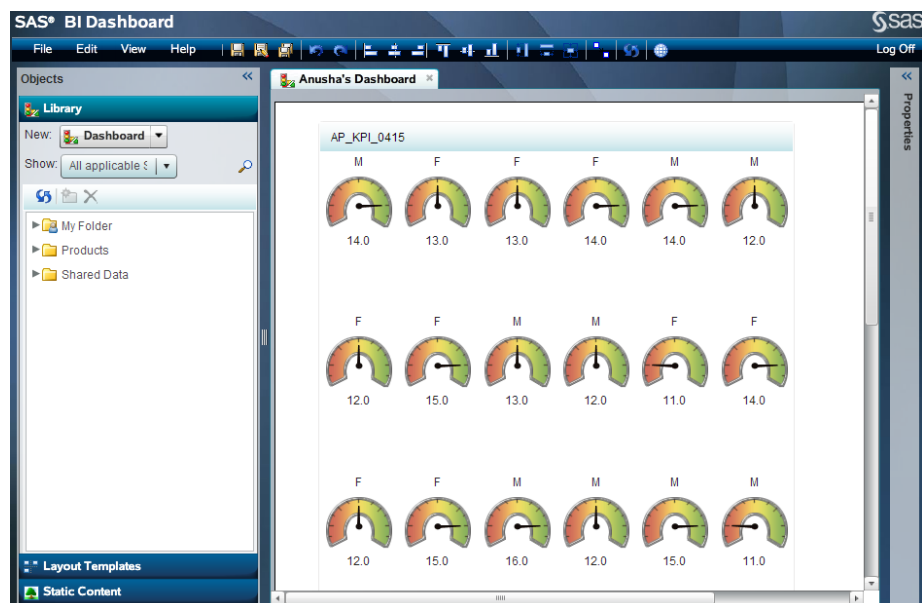 SAS® BI Dashboard
sas
File Edit View Help
Log Off
Objects
Anusha's Dashboard
Properties
Library
New: Dashboard
Show: All applicable S
My Folder
Products
Shared Data
AP_KPI_0415
M F F F M M
14.0 13.0 13.0 14.0 14.0 12.0
F F M M F F
12.0 15.0 13.0 12.0 11.0 14.0
F F M M M M
12.0 15.0 16.0 12.0 15.0 11.0
Layout Templates
Static Content